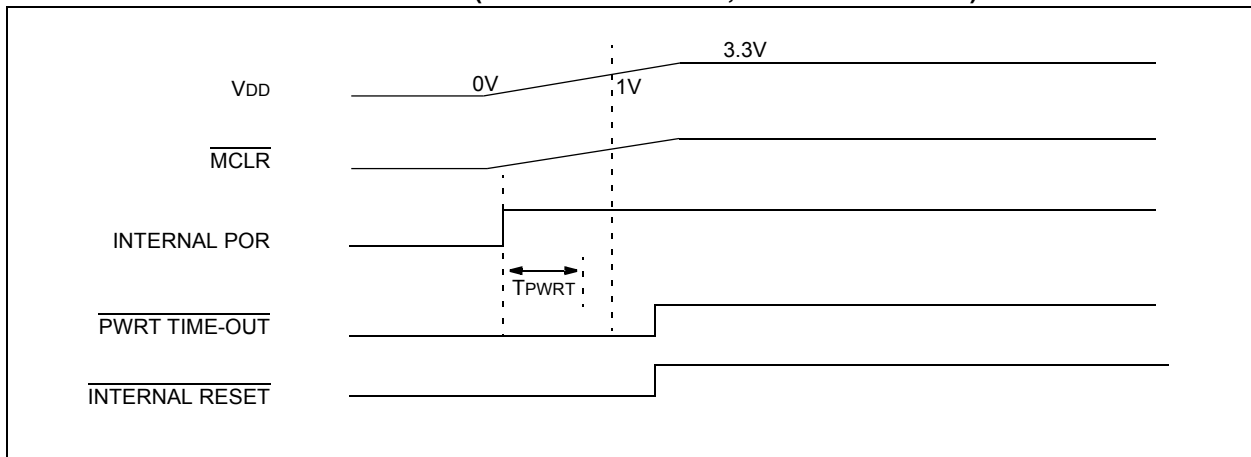 3.3V
VDD
0V
1V
MCLR
INTERNAL POR
TPWRT
PWRT TIME-OUT
INTERNAL RESET